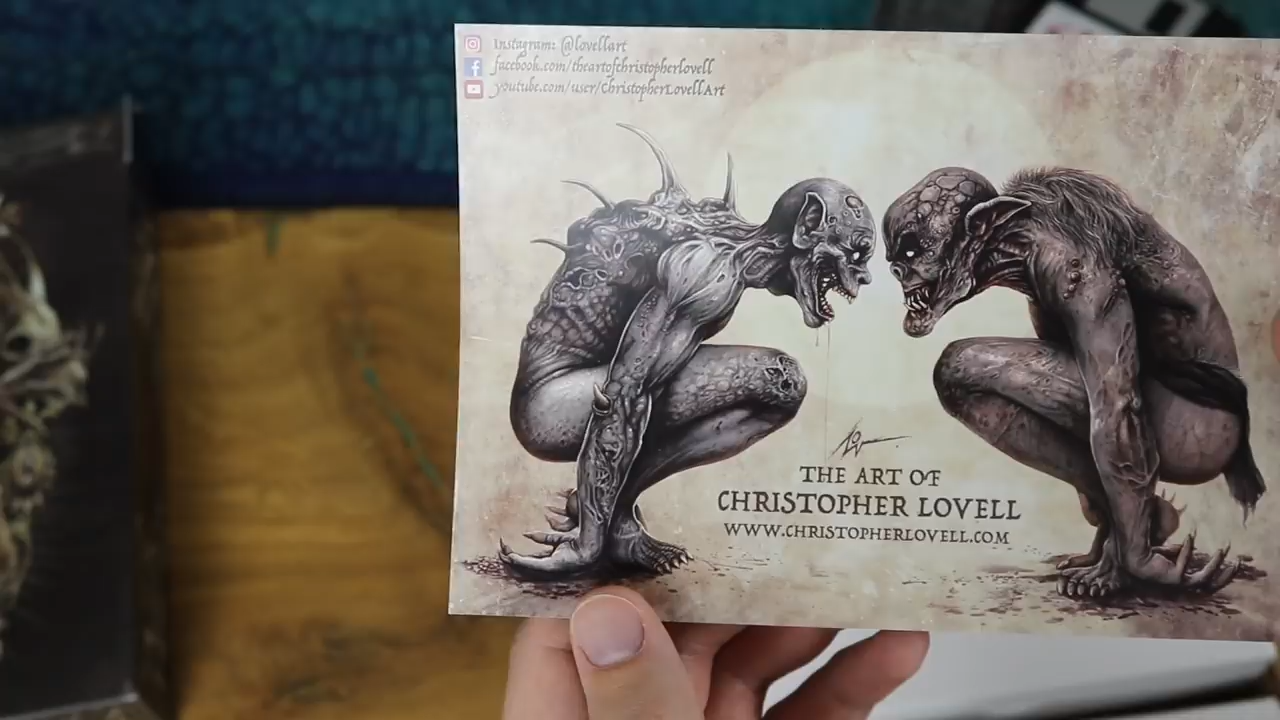 Instagram: @lovellart
facebook.com/theartofchristopherlovell
youtube.com/user/ChristopherLovellArt
THE ART OF
CHRISTOPHER LOVELL
WWW.CHRISTOPHERLOVELL.COM